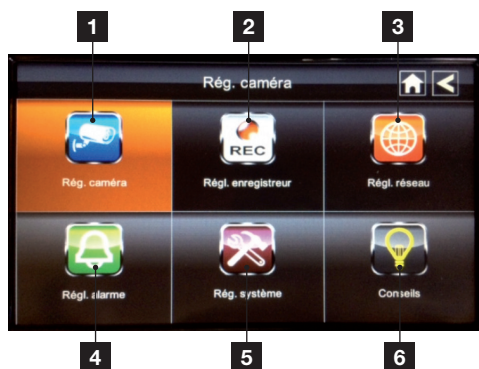 1 2 3
Rég. caméra
REC
Rég. caméra Régl. enregistreur Régl. réseau
Régl. alarme Rég. système Conseils
4 5 6